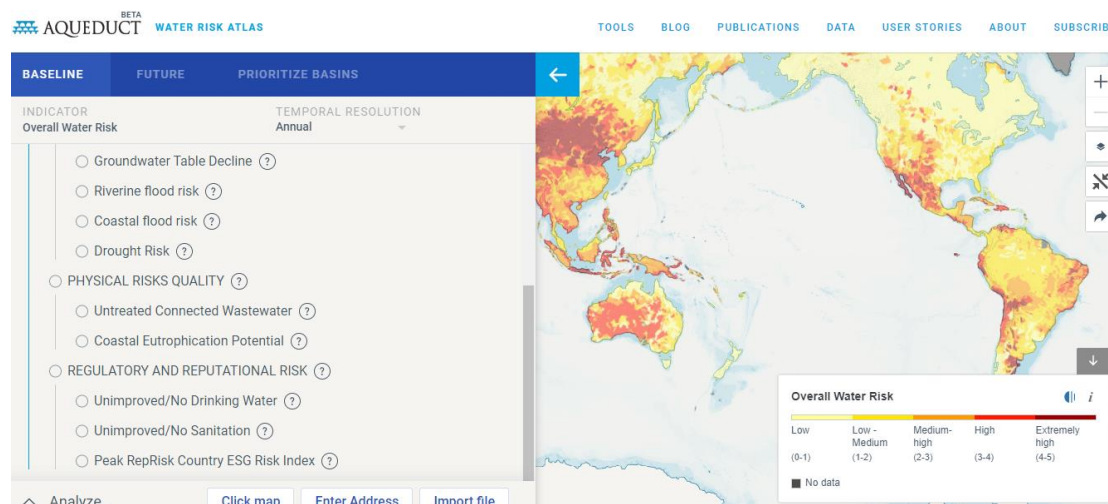 BETA
AQUEDUCT WATER RISK ATLAS
TOOLS BLOG PUBLICATIONS DATA USER STORIES ABOUT SUBSCRIB
BASELINE FUTURE PRIORITIZE BASINS
INDICATOR TEMPORAL RESOLUTION
Overall Water Risk Annual
Groundwater Table Decline ?
Riverine flood risk ?
Coastal flood risk ?
Drought Risk ?
PHYSICAL RISKS QUALITY ?
Untreated Connected Wastewater ?
Coastal Eutrophication Potential ?
REGULATORY AND REPUTATIONAL RISK ?
Unimproved/No Drinking Water ?
Unimproved/No Sanitation ?
Peak RepRisk Country ESG Risk Index ?
Analyze Click map Enter Address Import file
Overall Water Risk i
Low Low - Medium- High Extremely
Medium high high
(0-1) (1-2) (2-3) (3-4) (4-5)
No data